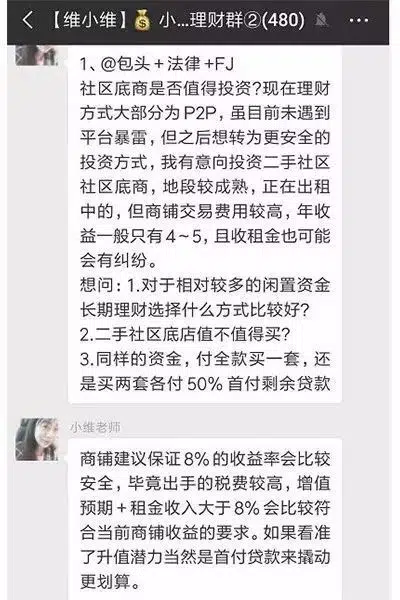 【维小维】💰 小...理财群②(480)
1、@包头＋法律+FJ
社区底商是否值得投资?现在理财
方式大部分为P2P，虽目前未遇到
平台暴雷，但之后想转为更安全的
投资方式，我有意向投资二手社区
社区底商，地段较成熟，正在出租
中的，但商铺交易费用较高，年收
益一般只有4～5，且收租金也可能
会有纠纷。
想问：1.对于相对较多的闲置资金
长期理财选择什么方式比较好?
2.二手社区底店值不值得买?
3.同样的资金，付全款买一套，还
是买两套各付50%首付剩余贷款
小维老师
商铺建议保证8%的收益率会比较
安全，毕竟出手的税费较高，增值
预期＋租金收入大于8%会比较符
合当前商铺收益的要求。如果看准
了升值潜力当然是首付贷款来撬动
更划算。